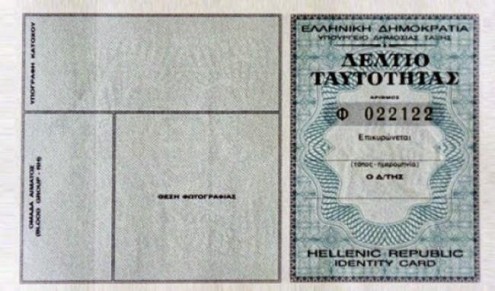 ΥΠΟΓΡΑΦΗ ΚΑΤΟΧΟΥ
ΟΜΑΔΑ ΑΙΜΑΤΟΣ
(BLOOD GROUP - RH)
ΘΕΣΗ ΦΩΤΟΓΡΑΦΙΑΣ
ΕΛΛΗΝΙΚΗ ΔΗΜΟΚΡΑΤΙΑ
ΥΠΟΥΡΓΕΙΟ ΔΗΜΟΣΙΑΣ ΤΑΞΗΣ
ΔΕΛΤΙΟ
ΤΑΥΤΟΤΗΤΑΣ
ΑΡΙΘΜΟΣ
Φ 022122
Επικυρώνεται
(τόπος - ημερομηνία)
Ο Δ/ΤΗΣ
HELLENIC REPUBLIC
IDENTITY CARD